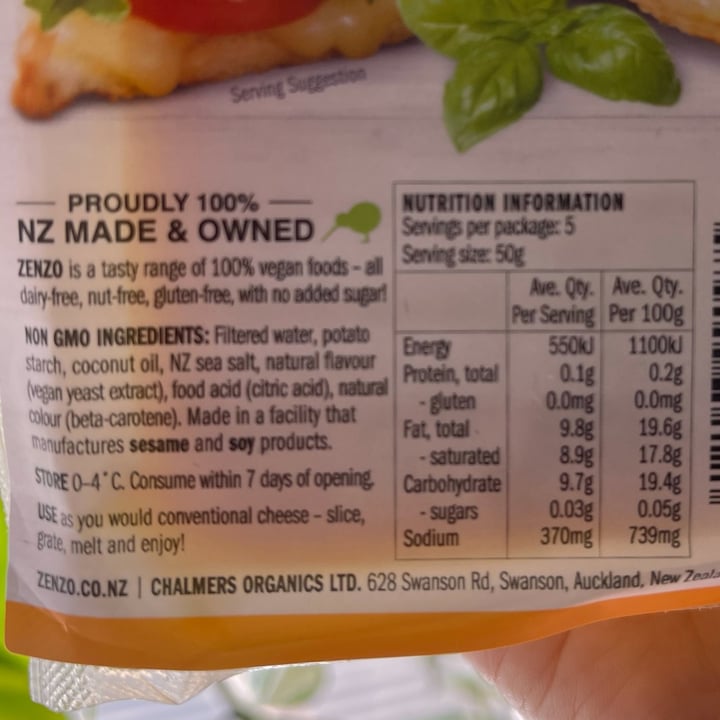 Serving Suggestion
PROUDLY 100%
NZ MADE & OWNED
ZENZO is a tasty range of 100% vegan foods - all
dairy-free, nut-free, gluten-free, with no added sugar!
NON GMO INGREDIENTS: Filtered water, potato
starch, coconut oil, NZ sea salt, natural flavour
(vegan yeast extract), food acid (citric acid), natural
colour (beta-carotene). Made in a facility that
manufactures sesame and soy products.
STORE 0-4°C. Consume within 7 days of opening.
USE as you would conventional cheese – slice,
grate, melt and enjoy!
NUTRITION INFORMATION
Servings per package: 5
Serving size: 50g
Ave. Qty. Ave. Qty.
Per Serving Per 100g
Energy 550kJ 1100kJ
Protein, total 0.1g 0.2g
- gluten 0.0mg 0.0mg
Fat, total 9.8g 19.6g
- saturated 8.9g 17.8g
Carbohydrate 9.7g 19.4g
- sugars 0.03g 0.05g
Sodium 370mg 739mg
ZENZO.CO.NZ | CHALMERS ORGANICS LTD. 628 Swanson Rd, Swanson, Auckland, New Zeala